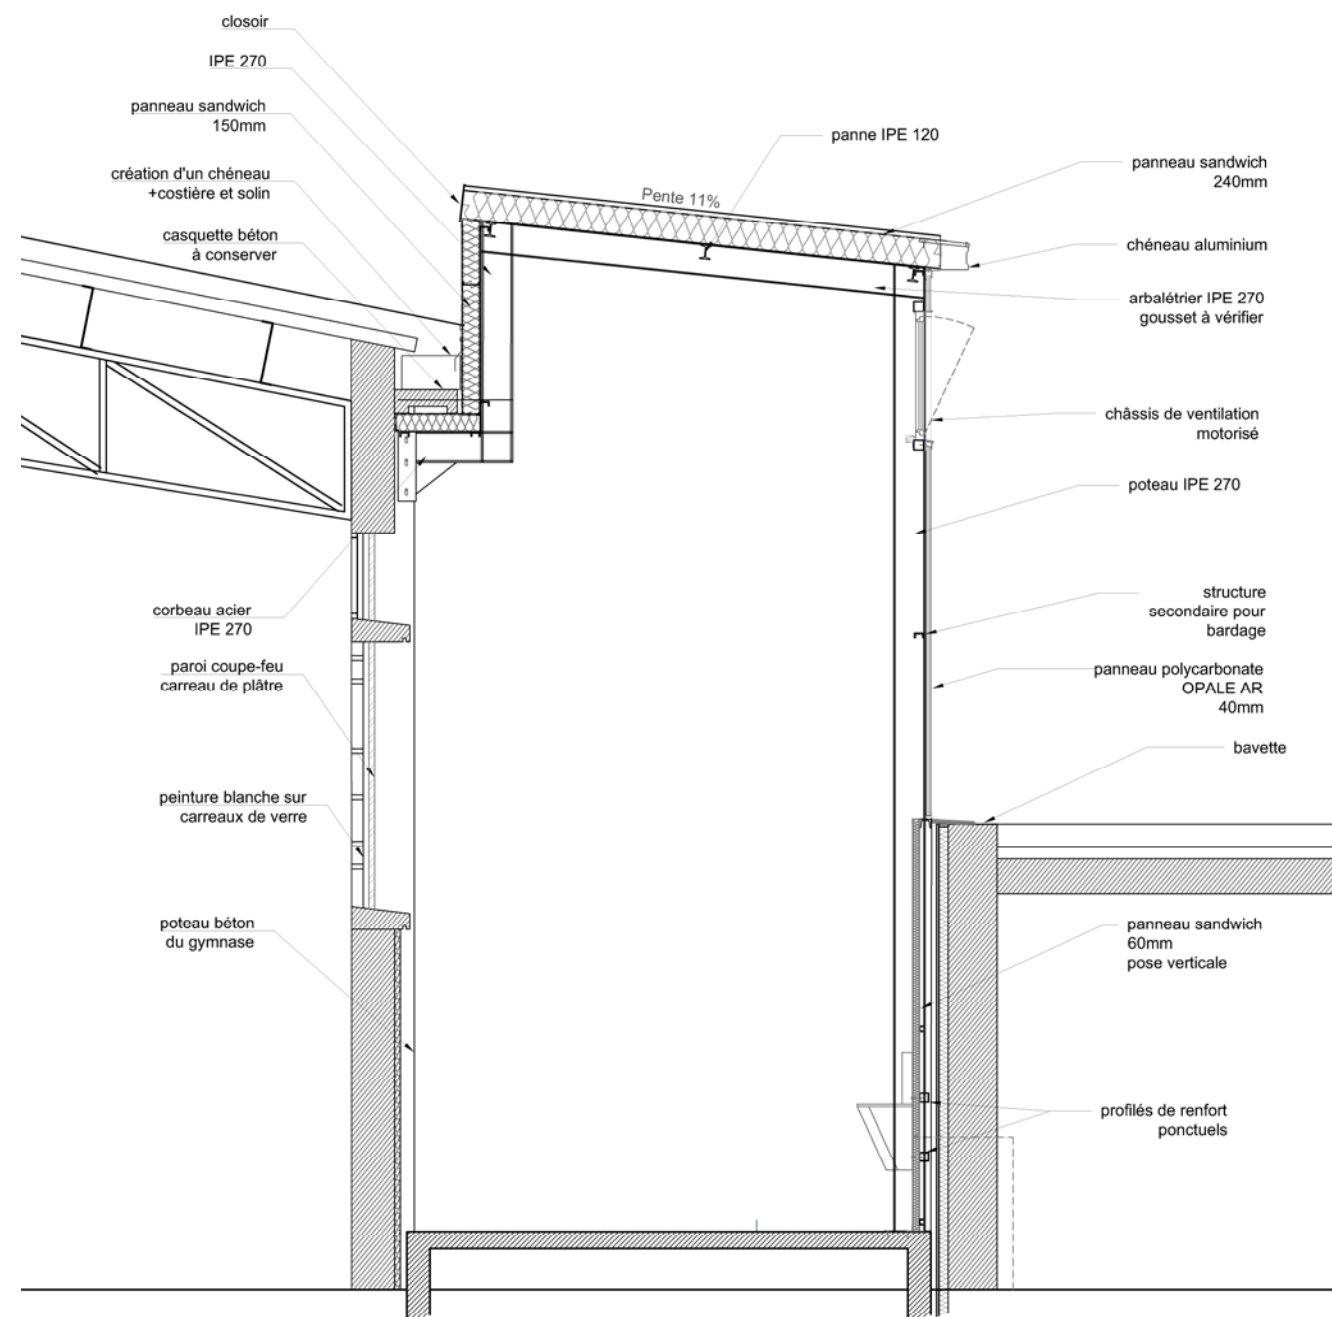 closoir
IPE 270
panneau sandwich
150mm
création d'un chéneau
+costière et solin
casquette béton
à conserver
Pente 11%
panne IPE 120
panneau sandwich
240mm
chéneau aluminium
arbalétrier IPE 270
gousset à vérifier
châssis de ventilation
motorisé
poteau IPE 270
structure
secondaire pour
bardage
panneau polycarbonate
OPALE AR
40mm
bavette
corbeau acier
IPE 270
paroi coupe-feu
carreau de plâtre
peinture blanche sur
carreaux de verre
poteau béton
du gymnase
panneau sandwich
60mm
pose verticale
profilés de renfort
ponctuels